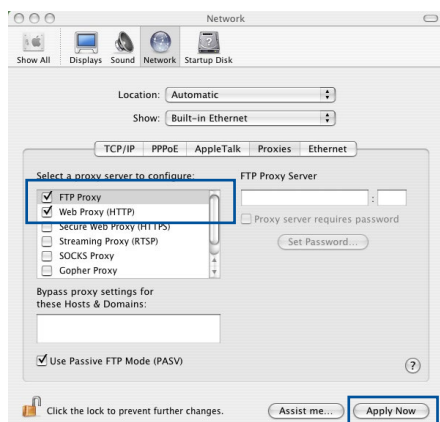 Network
Show All Displays Sound Network Startup Disk
Location: Automatic
Show: Built-in Ethernet
TCP/IP PPPoE AppleTalk Proxies Ethernet
Select a proxy server to configure: FTP Proxy Server
FTP Proxy :
Web Proxy (HTTP) Proxy server requires password
Secure Web Proxy (HTTPS)
Streaming Proxy (RTSP) Set Password...
SOCKS Proxy
Gopher Proxy
Bypass proxy settings for
these Hosts & Domains:
Use Passive FTP Mode (PASV) ?
Click the lock to prevent further changes. Assist me... Apply Now